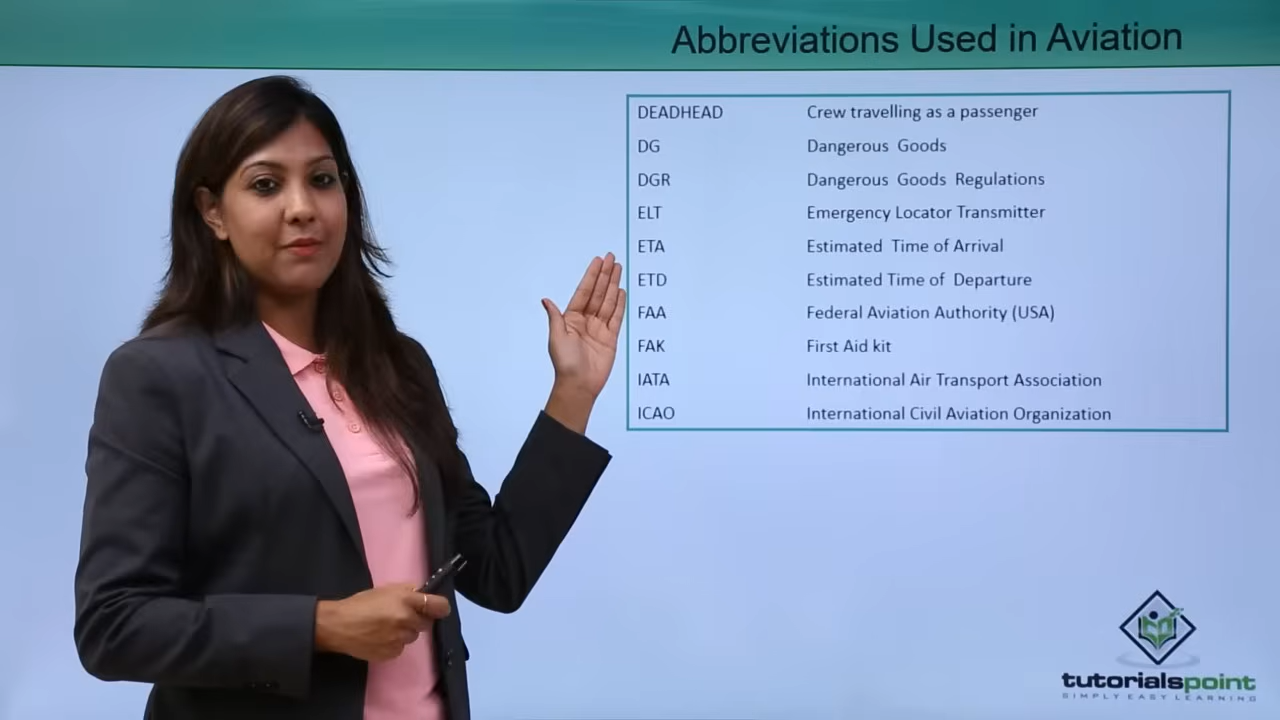 Abbreviations Used in Aviation
DEADHEAD Crew travelling as a passenger
DG Dangerous Goods
DGR Dangerous Goods Regulations
ELT Emergency Locator Transmitter
ETA Estimated Time of Arrival
ETD Estimated Time of Departure
FAA Federal Aviation Authority (USA)
FAK First Aid kit
IATA International Air Transport Association
ICAO International Civil Aviation Organization
tutorialspoint
SIMPLY EASY LEARNING